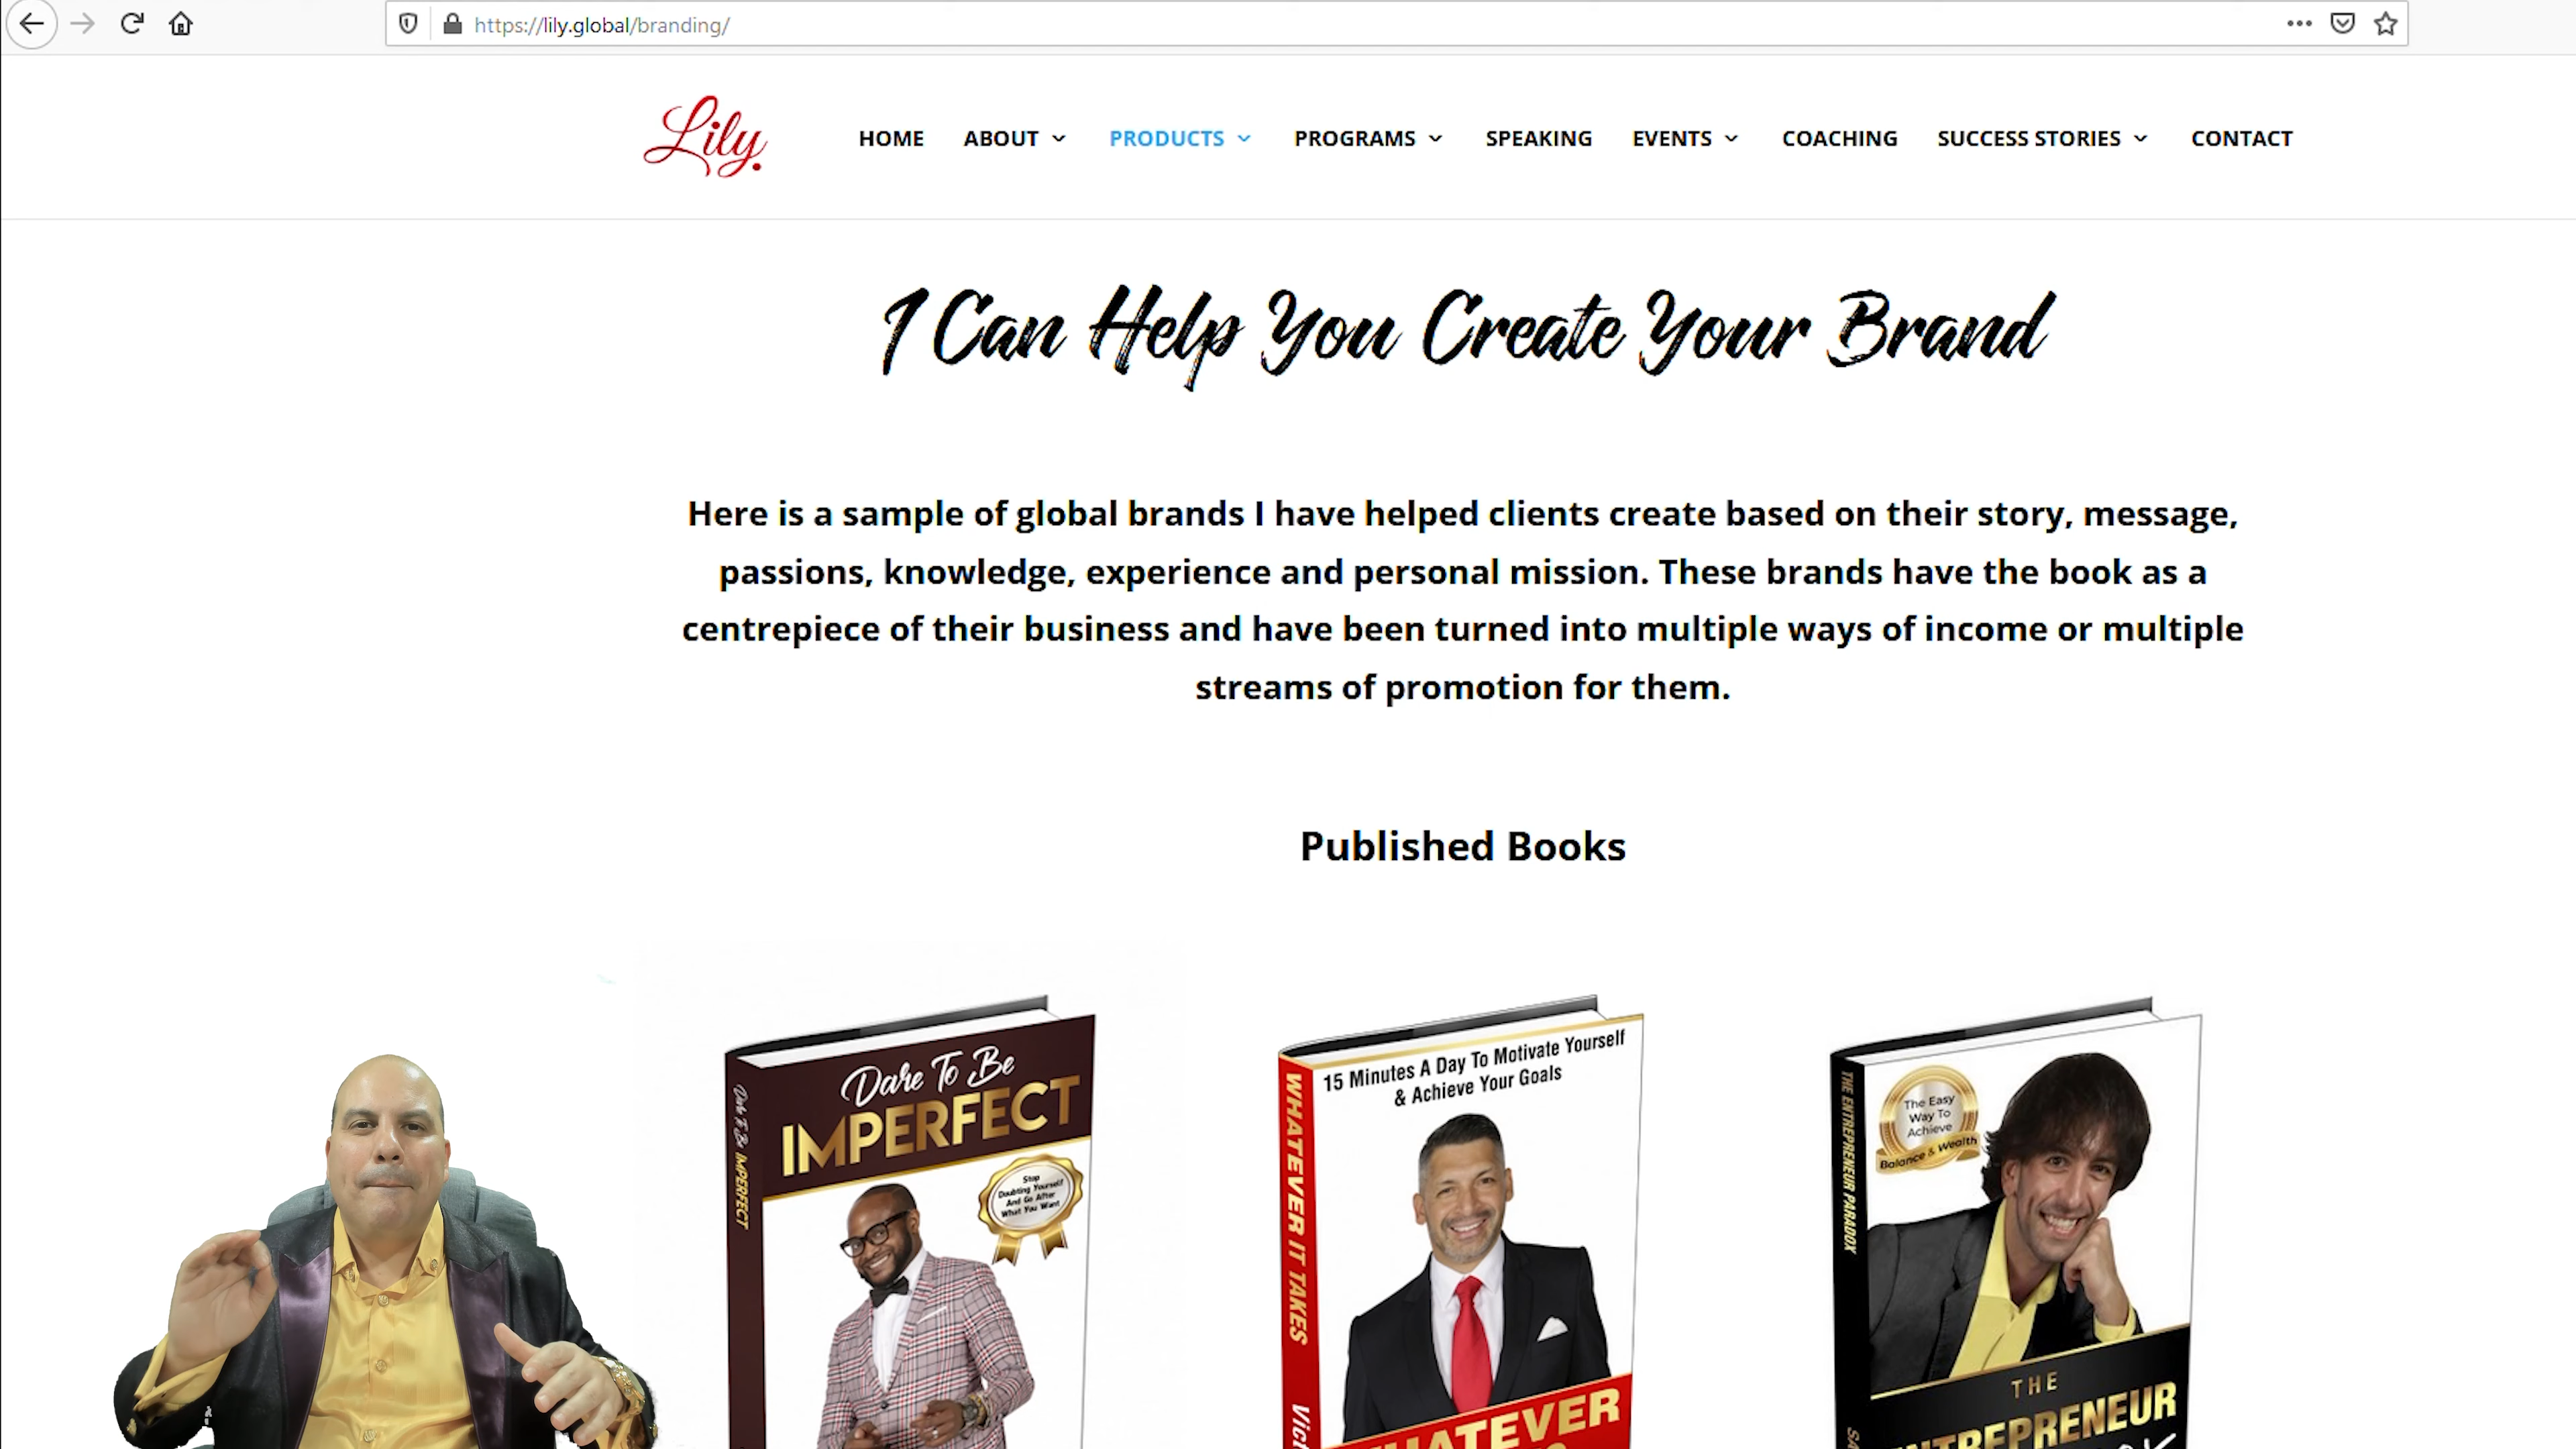 https://lily.global/branding/
Lily.
HOME ABOUT PRODUCTS PROGRAMS SPEAKING EVENTS COACHING SUCCESS STORIES CONTACT
I Can Help You Create Your Brand
Here is a sample of global brands I have helped clients create based on their story, message,
passions, knowledge, experience and personal mission. These brands have the book as a
centrepiece of their business and have been turned into multiple ways of income or multiple
streams of promotion for them.
Published Books
Dare To Be
IMPERFECT
Stop
Doubting Yourself
And Go After
What You Want
Dare To Be IMPERFECT
15 Minutes A Day To Motivate Yourself
& Achieve Your Goals
WHATEVER IT TAKES
Vict
WHATEVER
The Easy
Way To
Achieve
Balance & Wealth
THE ENTREPRENEUR PARADOX
THE
ENTREPRENEUR